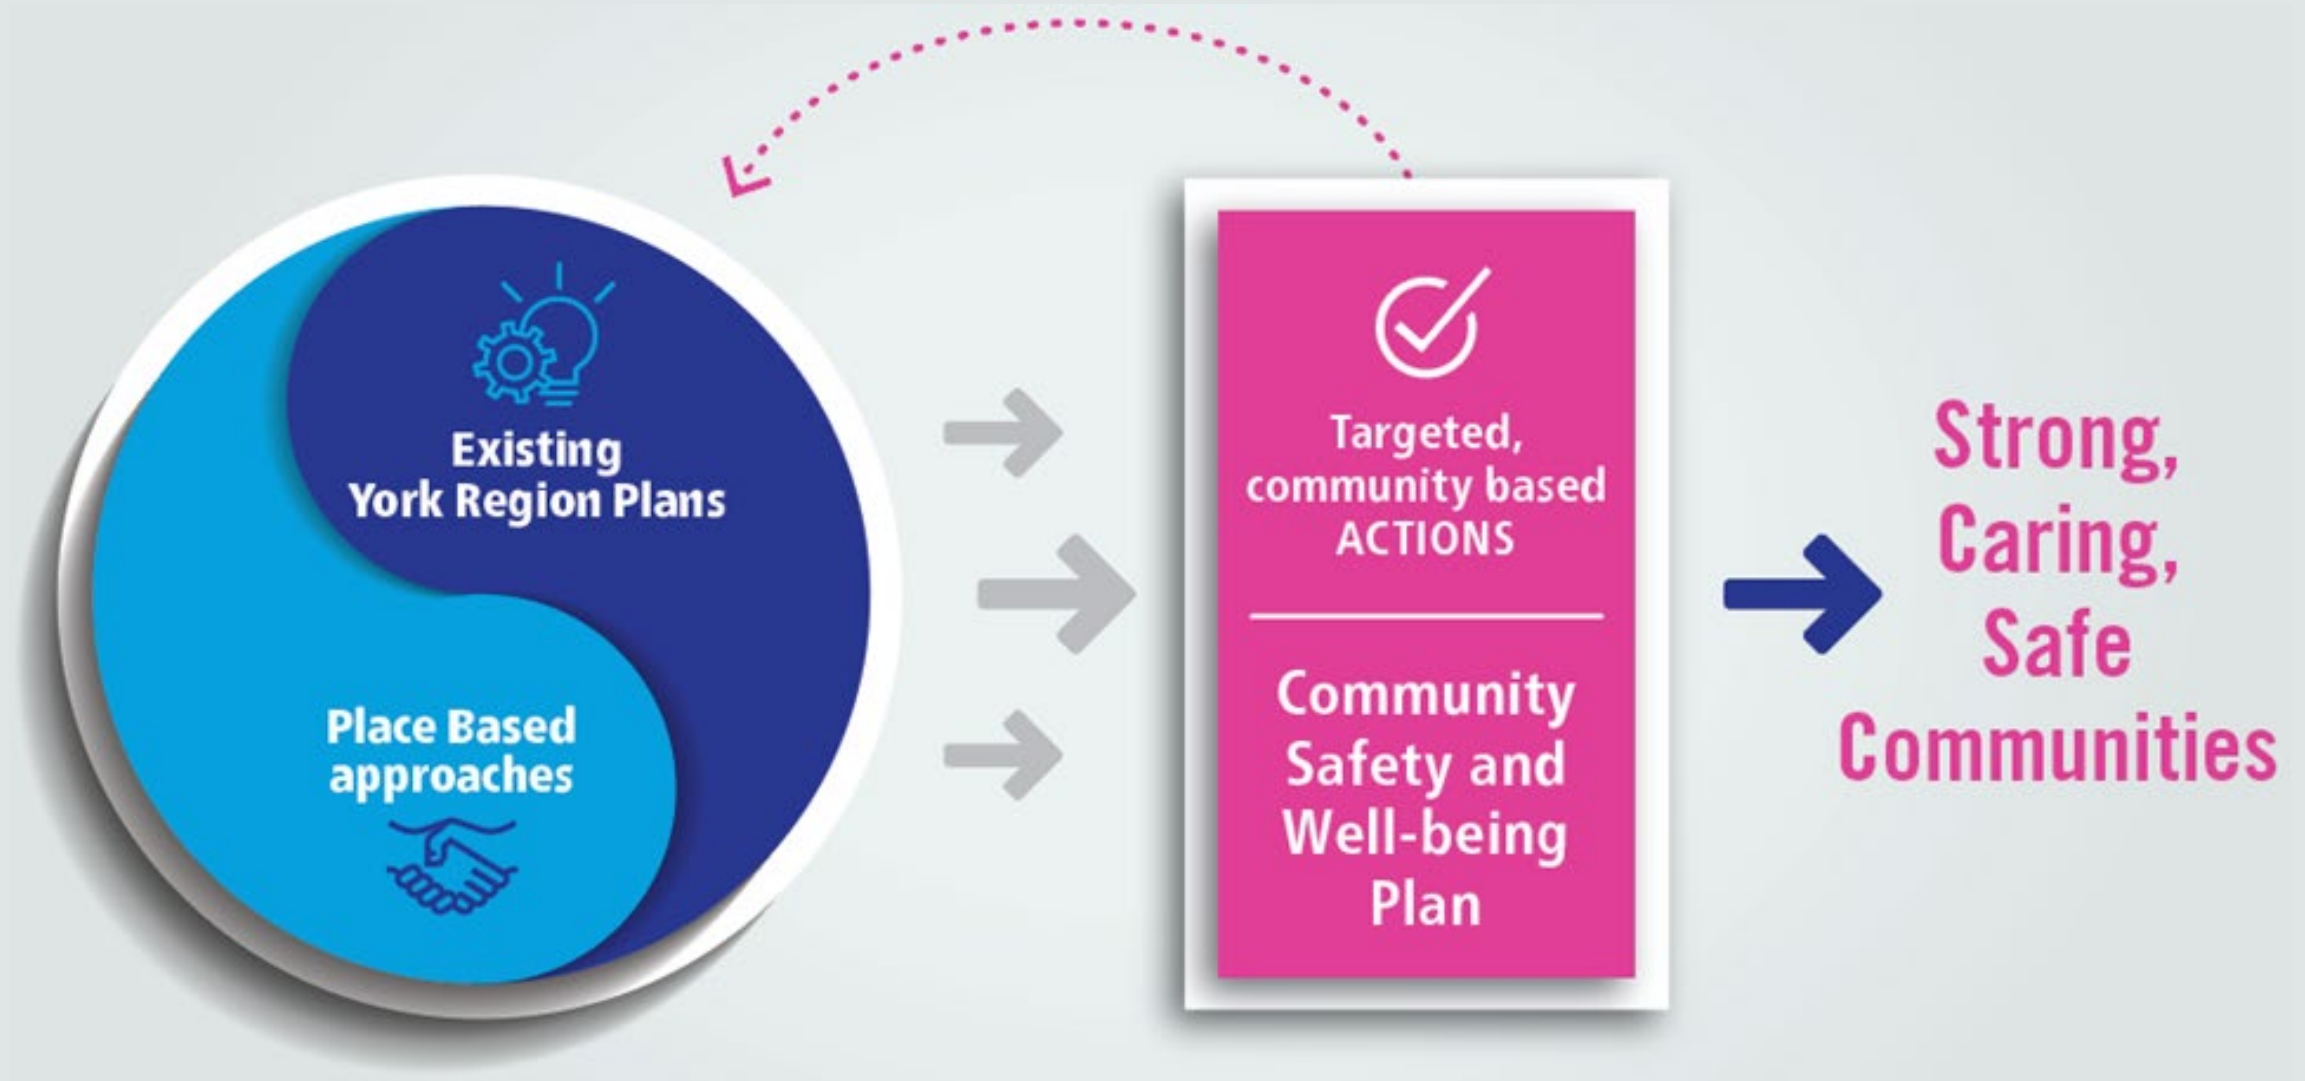 Existing
York Region Plans
Place Based
approaches
Targeted,
community based
ACTIONS
Community
Safety and
Well-being
Plan
Strong,
Caring,
Safe
Communities